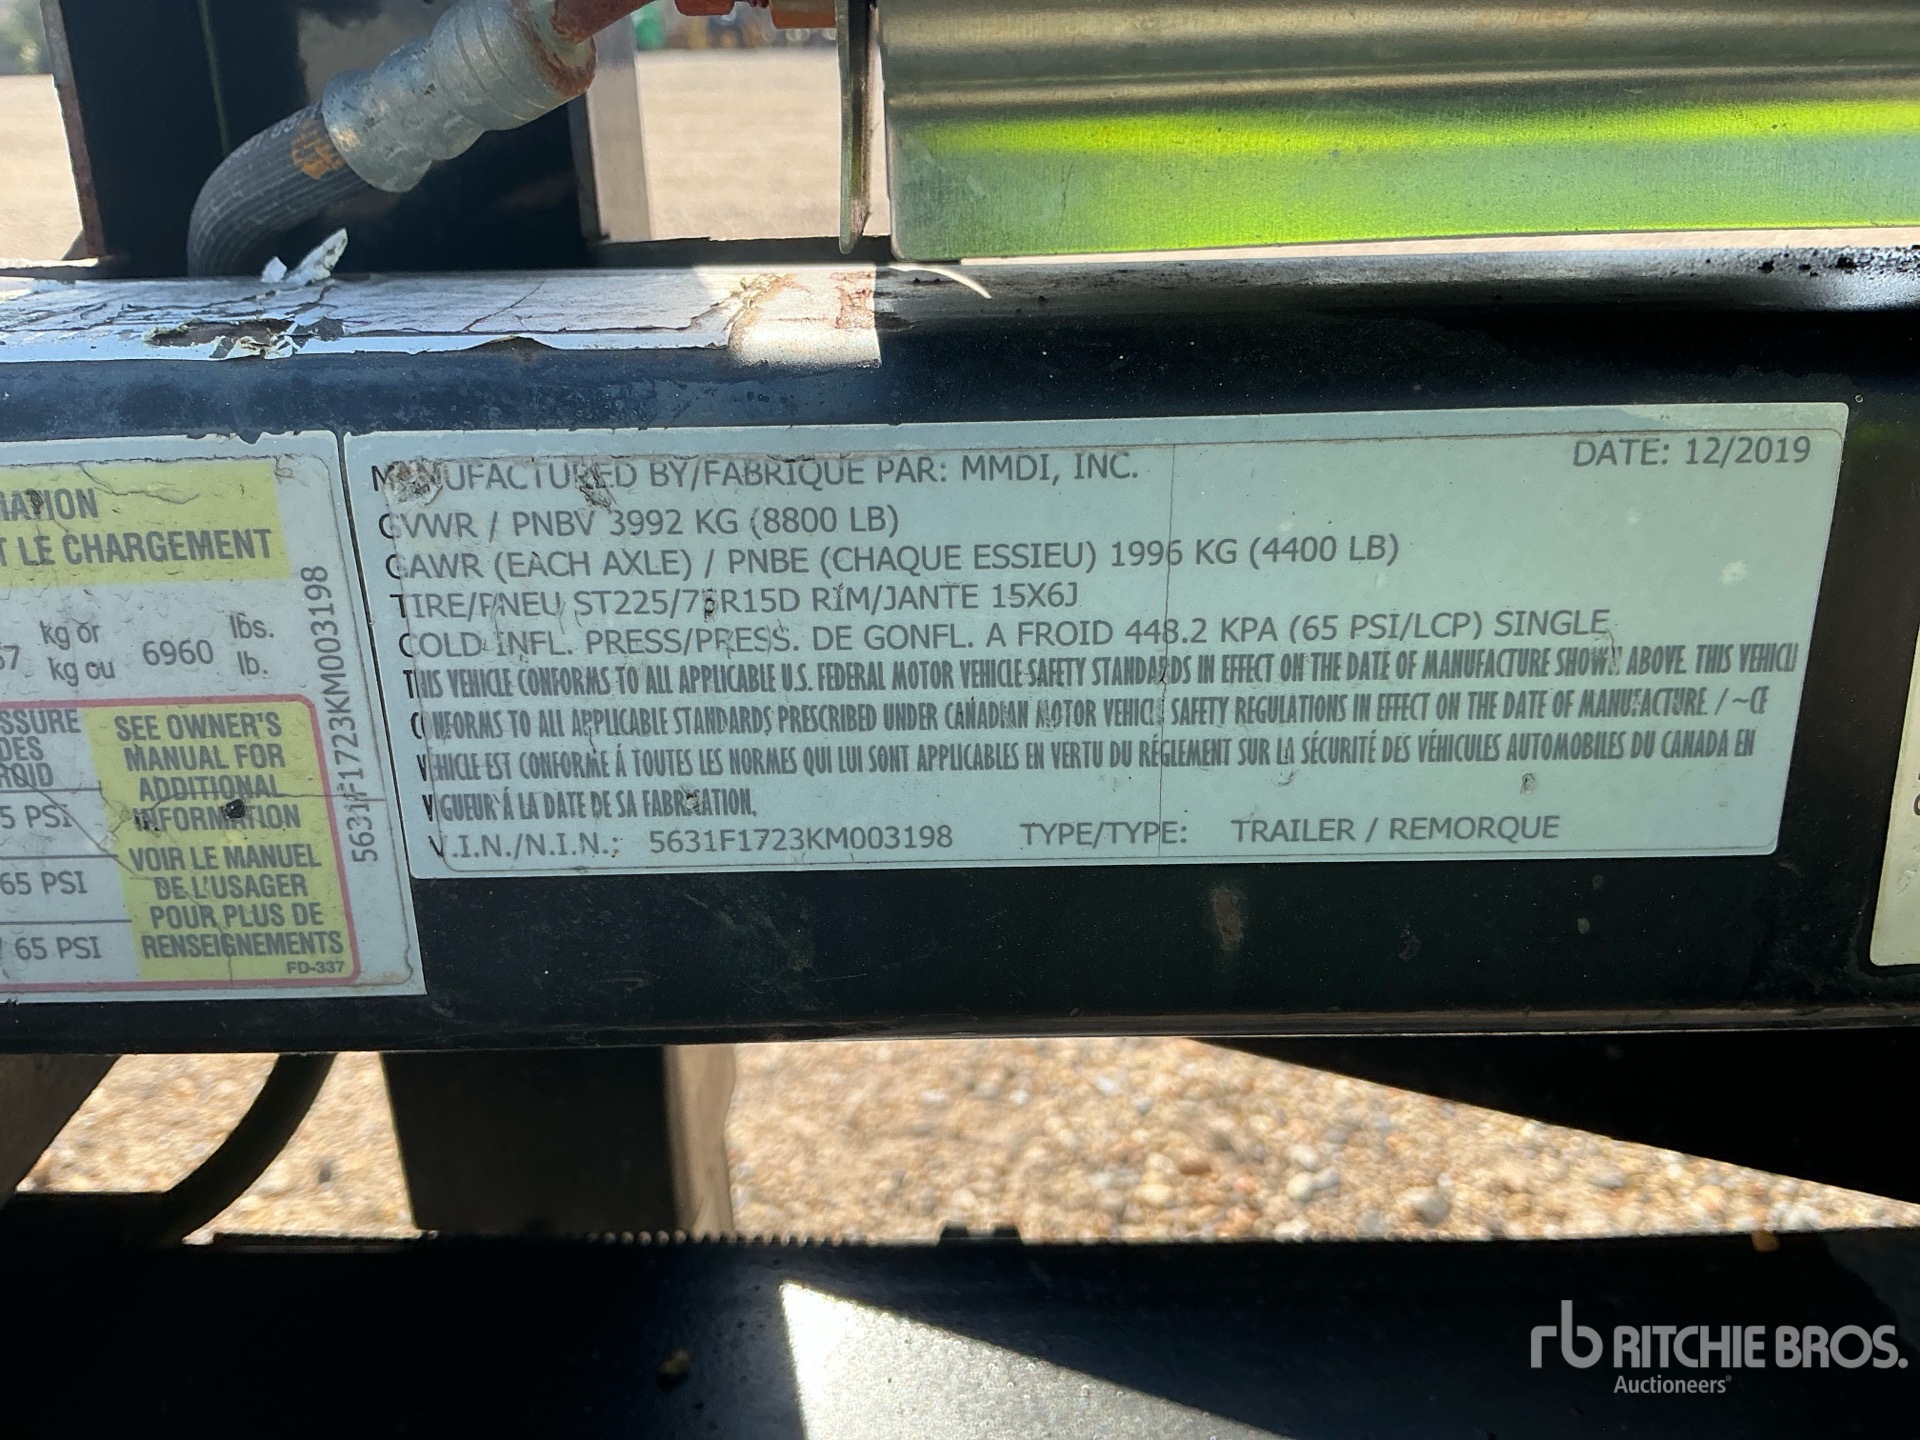 LE CHARGEMENT
kg or
kg ou
6960
lbs.
lb.
DES
5 PSI
65 PSI
65 PSI
SEE OWNER'S
MANUAL FOR
ADDITIONAL
INFORMATION
VOIR LE MANUEL
DE L'USAGER
POUR PLUS DE
RENSEIGNEMENTS
FD-337
5631F1723KM003198
MANUFACTURED BY/FABRIQUE PAR: MMDI, INC.
DATE: 12/2019
GVWR / PNBV 3992 KG (8800 LB)
GAWR (EACH AXLE) / PNBE (CHAQUE ESSIEU) 1996 KG (4400 LB)
TIRE/PNEU ST225/75R15D RIM/JANTE 15X6J
COLD INFL. PRESS/PRESS. DE GONFL. A FROID 448.2 KPA (65 PSI/LCP) SINGLE
THIS VEHICLE CONFORMS TO ALL APPLICABLE U.S. FEDERAL MOTOR VEHICLE SAFETY STANDARDS IN EFFECT ON THE DATE OF MANUFACTURE SHOWN ABOVE. THIS VEHICLE
CONFORMS TO ALL APPLICABLE STANDARDS PRESCRIBED UNDER CANADIAN MOTOR VEHICLE SAFETY REGULATIONS IN EFFECT ON THE DATE OF MANUFACTURE. / ~CE
VEHICLE EST CONFORME À TOUTES LES NORMES QUI LUI SONT APPLICABLES EN VERTU DU RÉGLEMENT SUR LA SÉCURITÉ DES VÉHICULES AUTOMOBILES DU CANADA EN
VIGUEUR À LA DATE DE SA FABRICATION.
V.I.N./N.I.N.: 5631F1723KM003198 TYPE/TYPE: TRAILER / REMORQUE
rb RITCHIE BROS.
Auctioneers